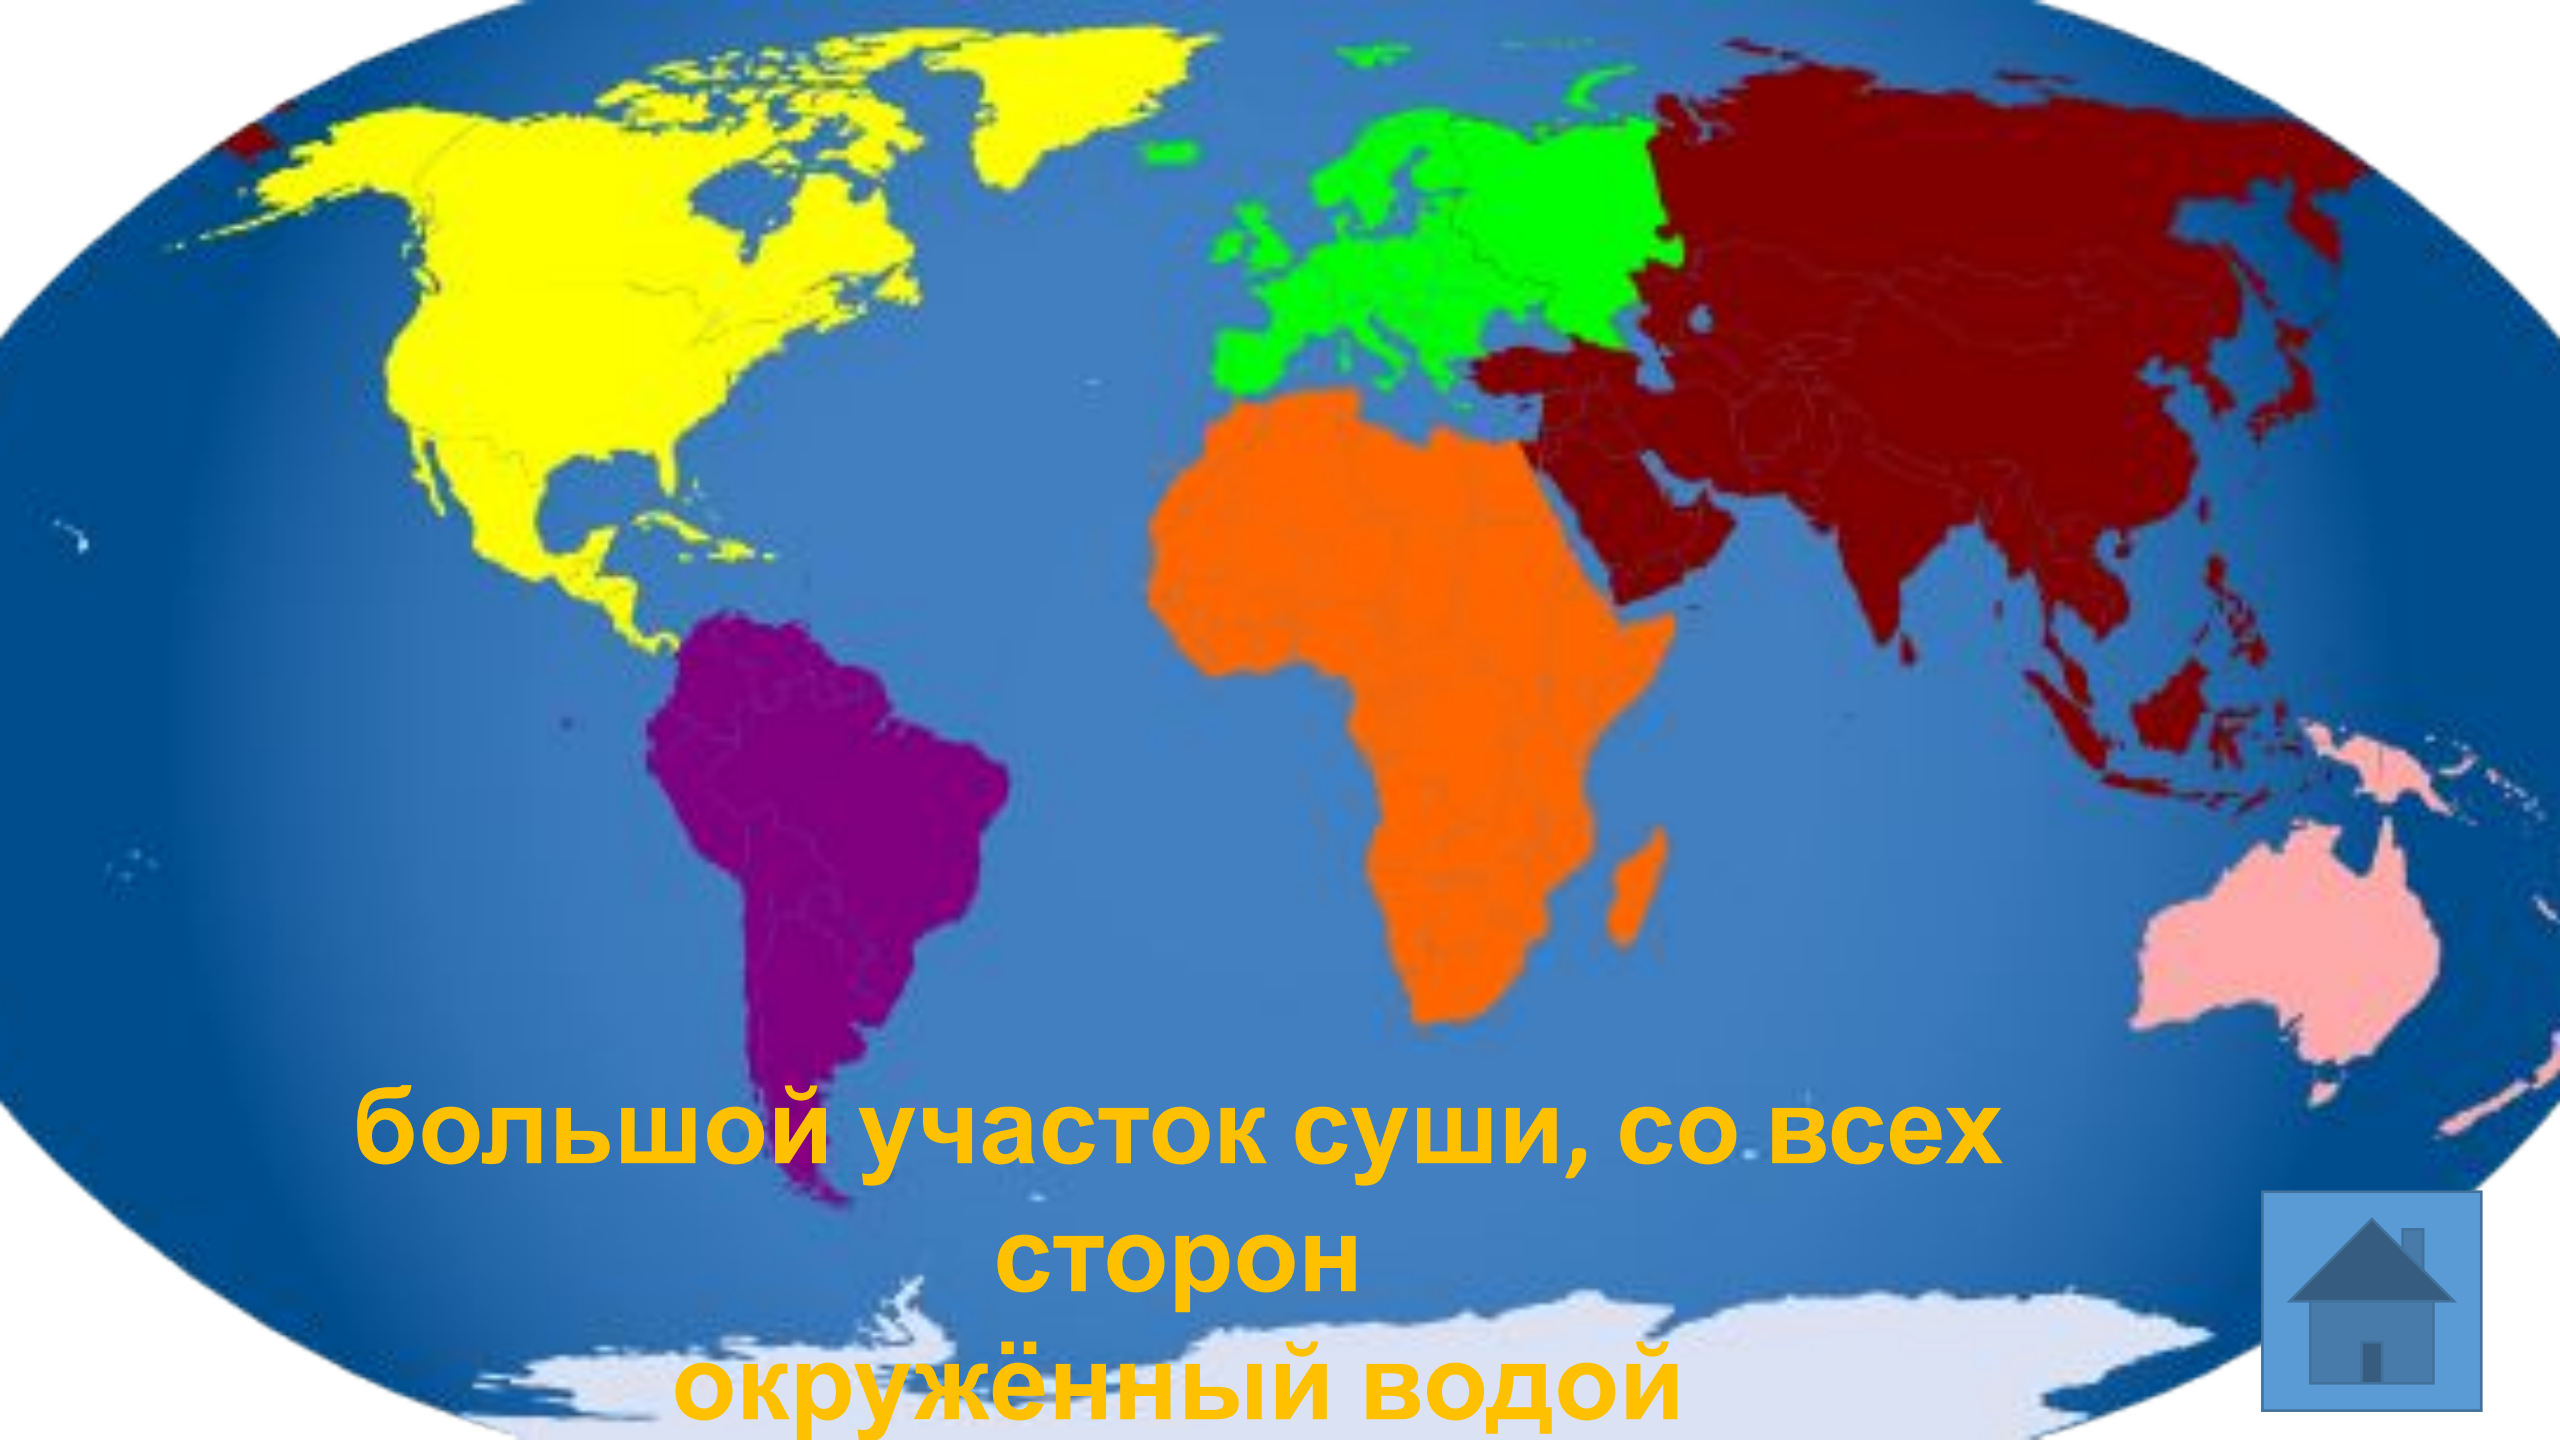 большой участок суши, со всех
сторон
окружённый водой